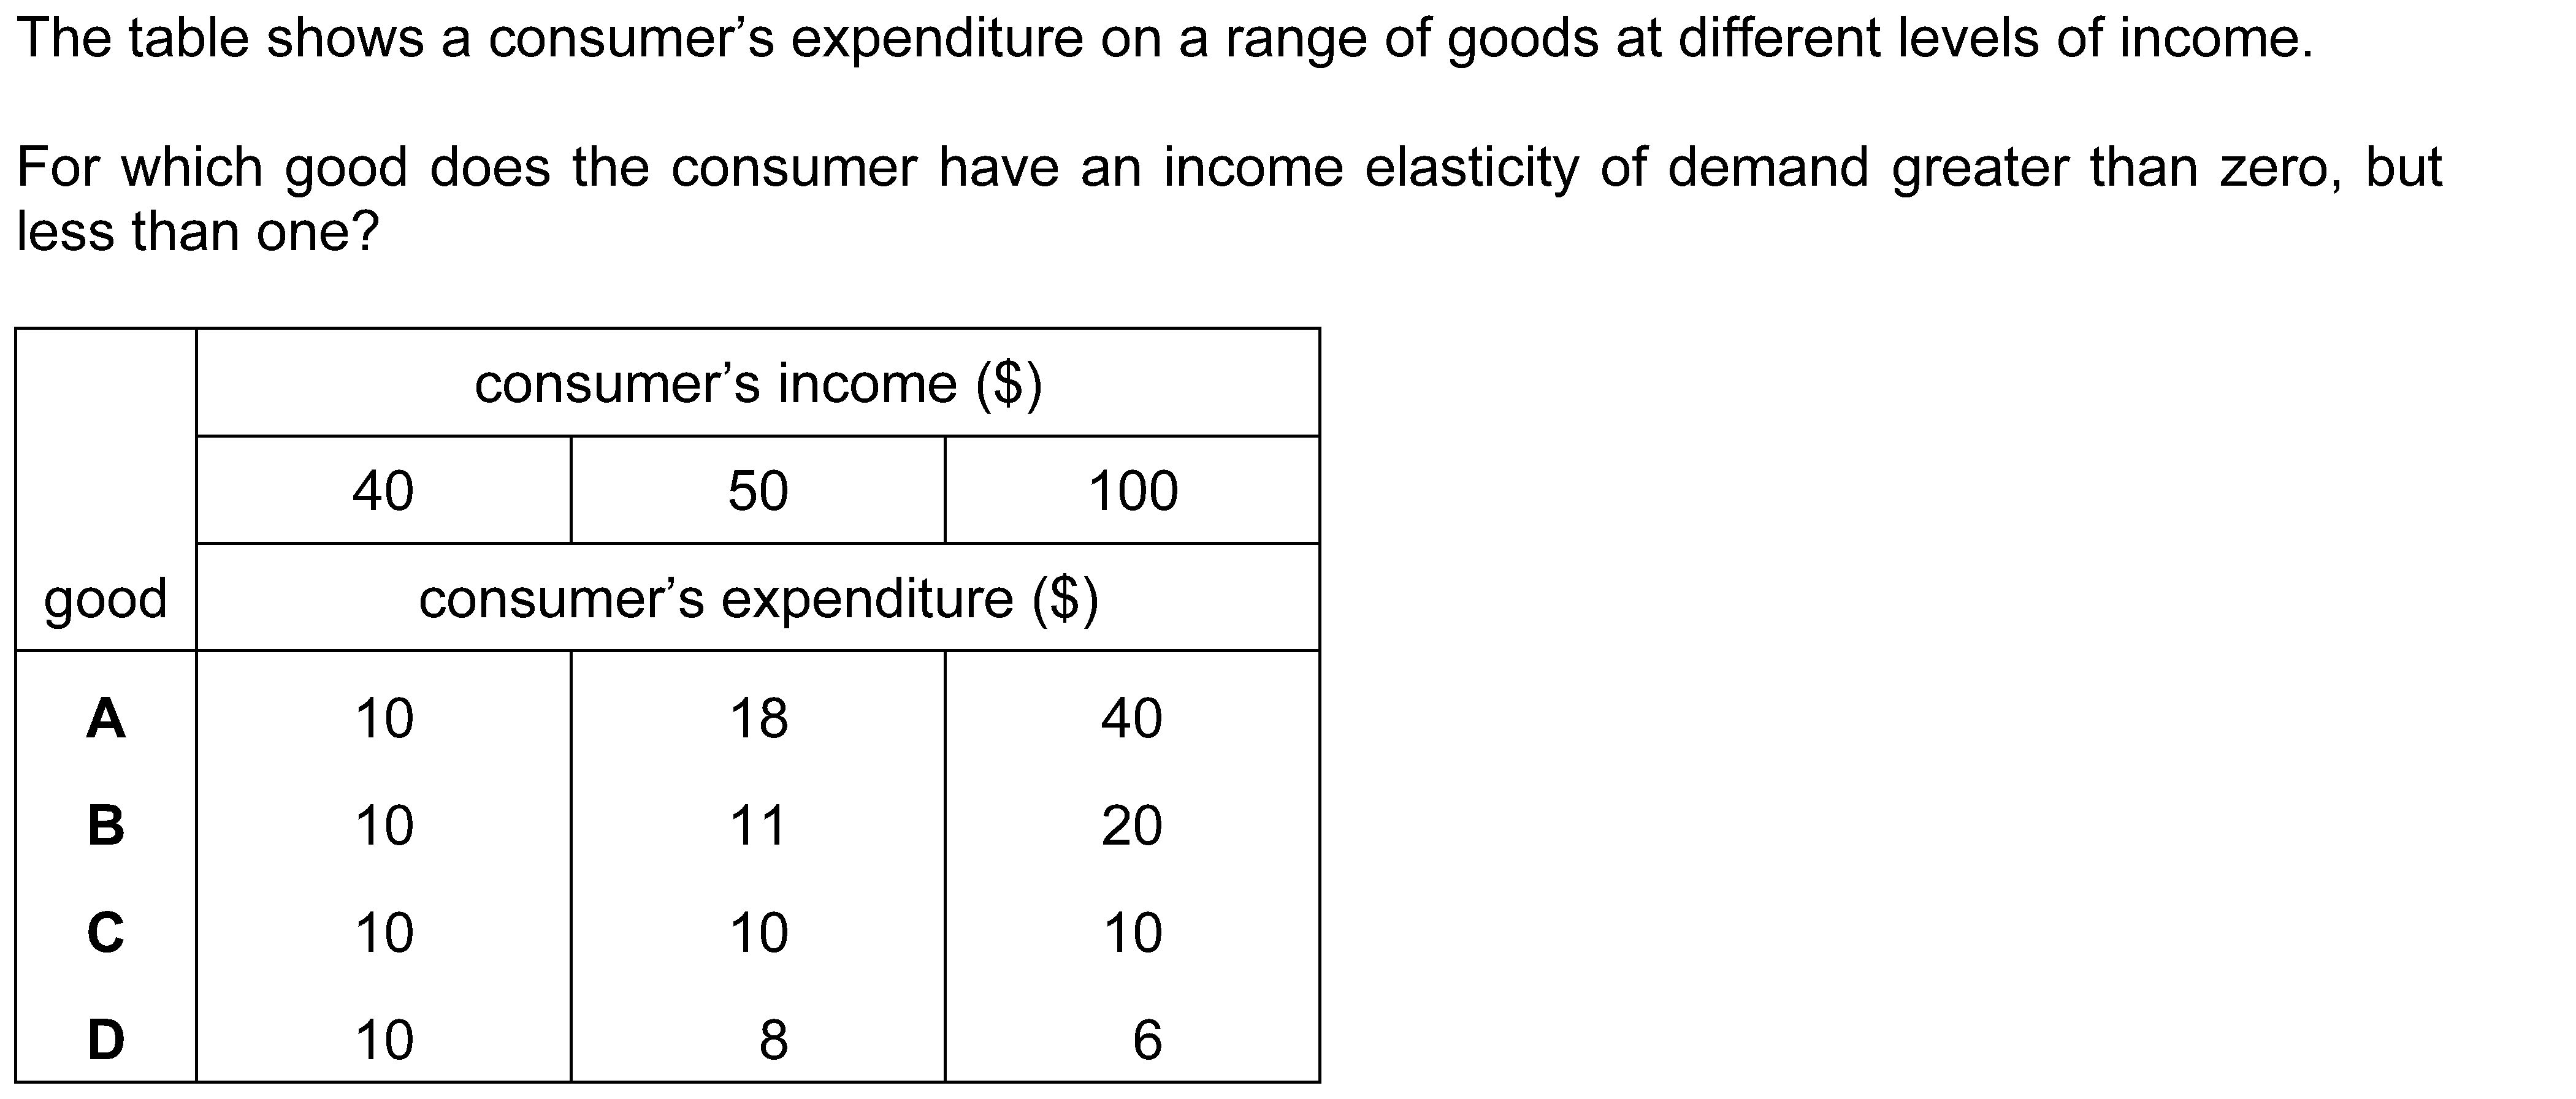 The table shows a consumer’s expenditure on a range of goods at different levels of income.
For which good does the consumer have an income elasticity of demand greater than zero, but
less than one?
consumer’s income ($)
40 50 100
good consumer’s expenditure ($)
A 10 18 40
B 10 11 20
C 10 10 10
D 10 8 6